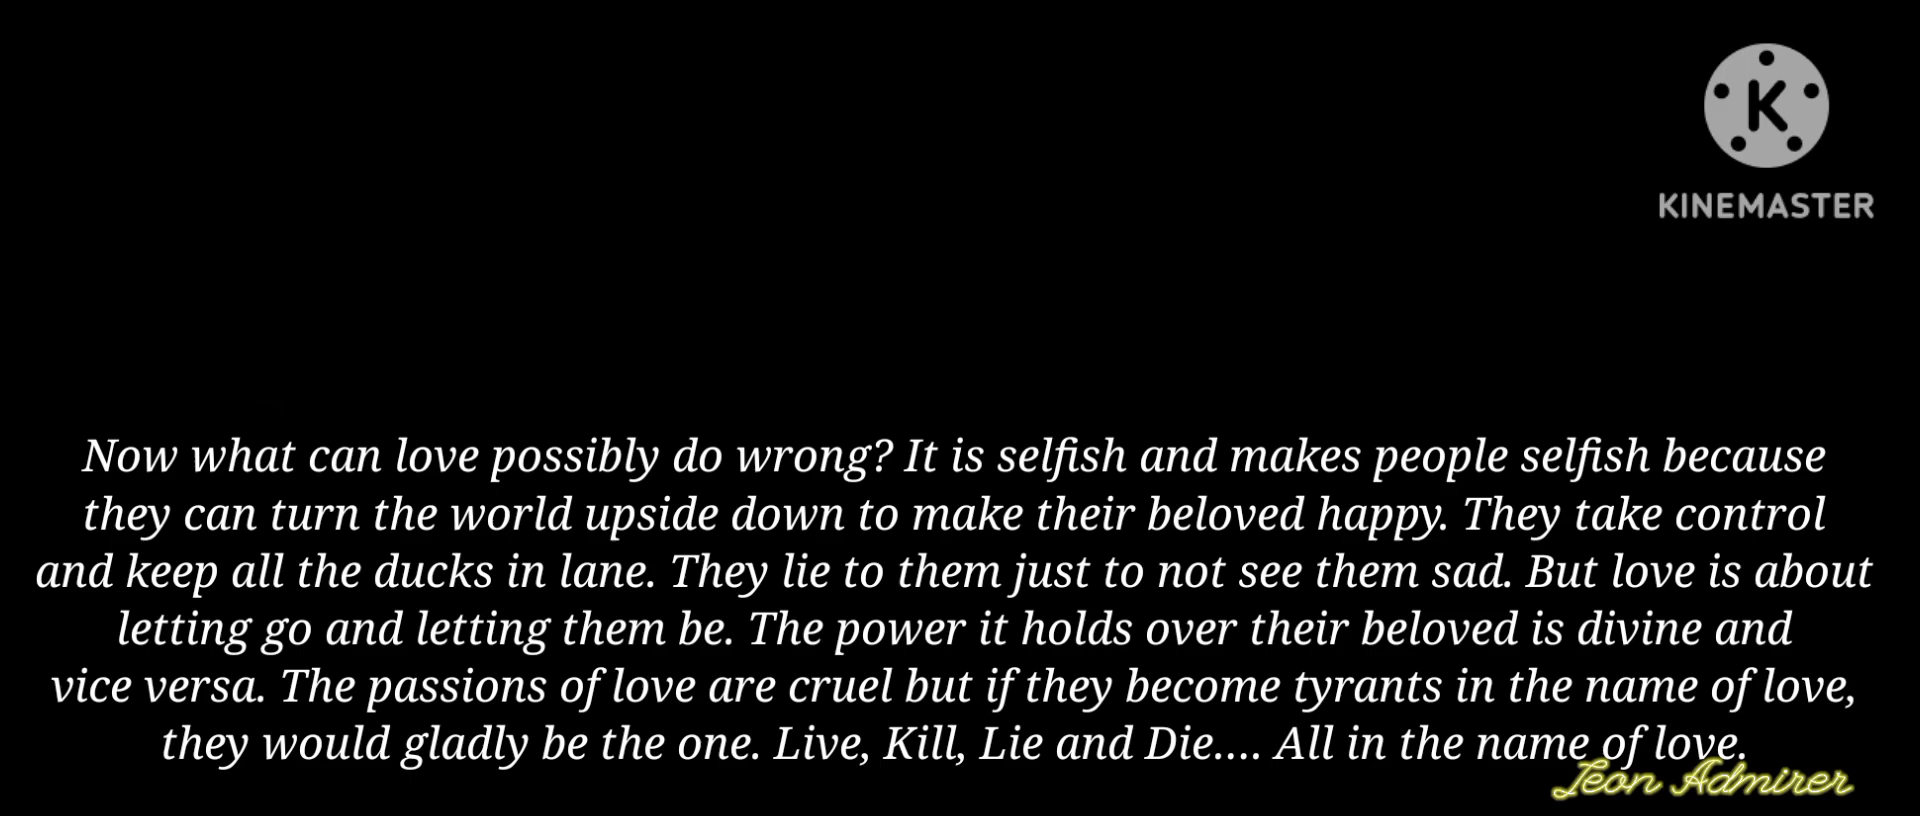 K
KINEMASTER
Now what can love possibly do wrong? It is selfish and makes people selfish because
they can turn the world upside down to make their beloved happy. They take control
and keep all the ducks in lane. They lie to them just to not see them sad. But love is about
letting go and letting them be. The power it holds over their beloved is divine and
vice versa. The passions of love are cruel but if they become tyrants in the name of love,
they would gladly be the one. Live, Kill, Lie and Die.... All in the name of love.
Leon Admirer